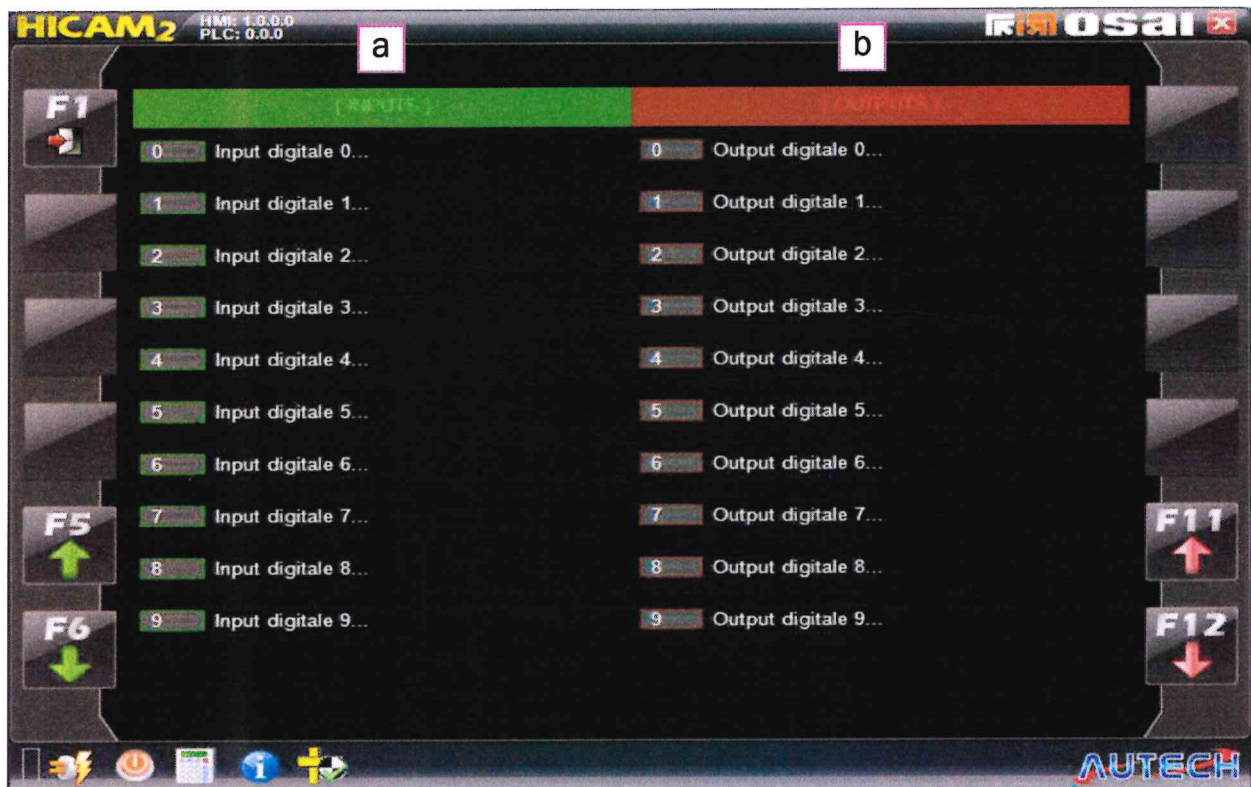 HICAM2 HMI: 1.0.0.0
PLC: 0.0.0
osai
a
b
[ INPUTS ]
[ OUTPUTS ]
F1
0 Input digitale 0...
0 Output digitale 0...
1 Input digitale 1...
1 Output digitale 1...
2 Input digitale 2...
2 Output digitale 2...
3 Input digitale 3...
3 Output digitale 3...
4 Input digitale 4...
4 Output digitale 4...
5 Input digitale 5...
5 Output digitale 5...
6 Input digitale 6...
6 Output digitale 6...
7 Input digitale 7...
7 Output digitale 7...
8 Input digitale 8...
8 Output digitale 8...
9 Input digitale 9...
9 Output digitale 9...
F5
F11
F6
F12
AUTECH